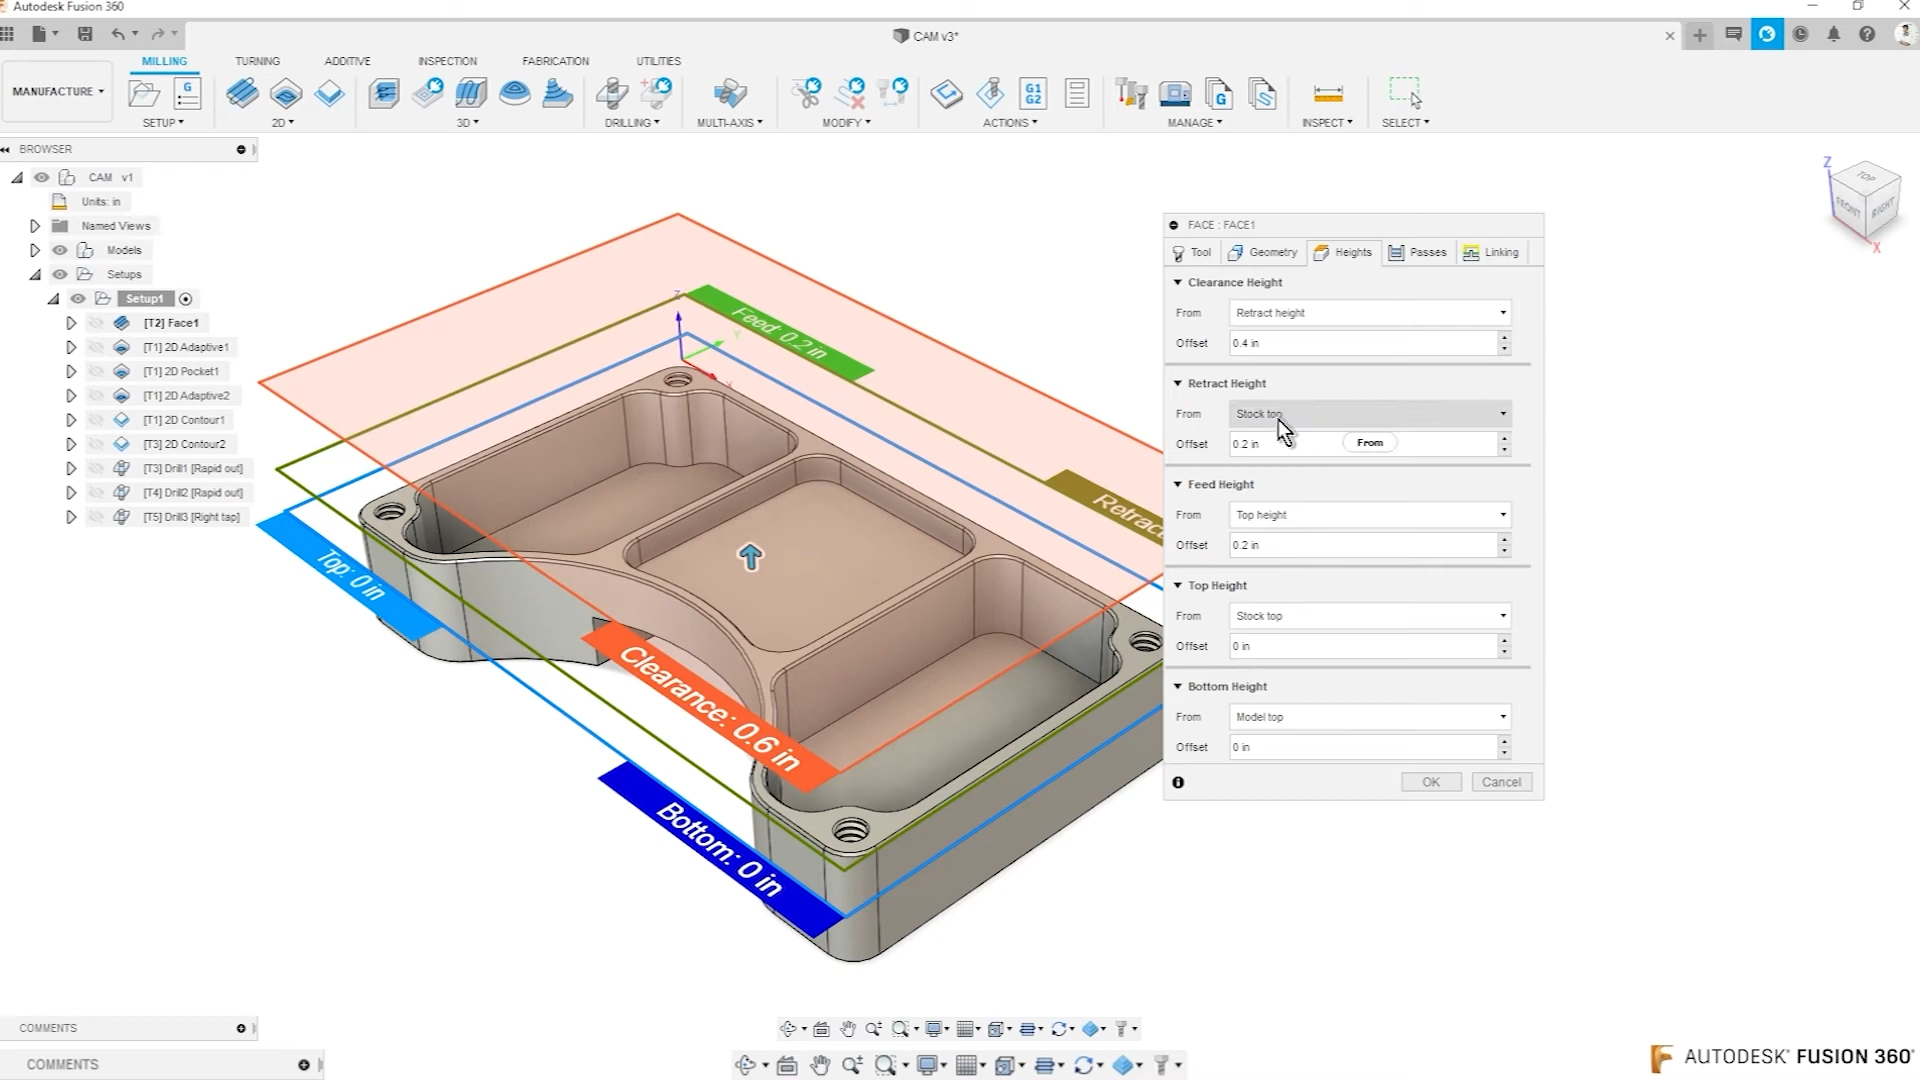 Autodesk Fusion 360
CAM v3*
MILLING
TURNING
ADDITIVE
INSPECTION
FABRICATION
UTILITIES
MANUFACTURE
G
G1
G2
G
SETUP
2D
3D
DRILLING
MULTI-AXIS
MODIFY
ACTIONS
MANAGE
INSPECT
SELECT
BROWSER
CAM v1
Units: in
Named Views
Models
Setups
Setup1
[T2] Face1
[T1] 2D Adaptive1
[T1] 2D Pocket1
[T1] 2D Adaptive2
[T1] 2D Contour1
[T3] 2D Contour2
[T3] Drill1 [Rapid out]
[T4] Drill2 [Rapid out]
[T5] Drill3 [Right tap]
Z
Y
X
Feed: 0.2 in
Retrac
Top: 0 in
Clearance: 0.6 in
Bottom: 0 in
Z
TOP
FRONT
RIGHT
X
FACE : FACE1
Tool
Geometry
Heights
Passes
Linking
Clearance Height
From Retract height
Offset 0.4 in
Retract Height
From Stock top
Offset 0.2 in
From
Feed Height
From Top height
Offset 0.2 in
Top Height
From Stock top
Offset 0 in
Bottom Height
From Model top
Offset 0 in
OK
Cancel
COMMENTS
COMMENTS
AUTODESK® FUSION 360°